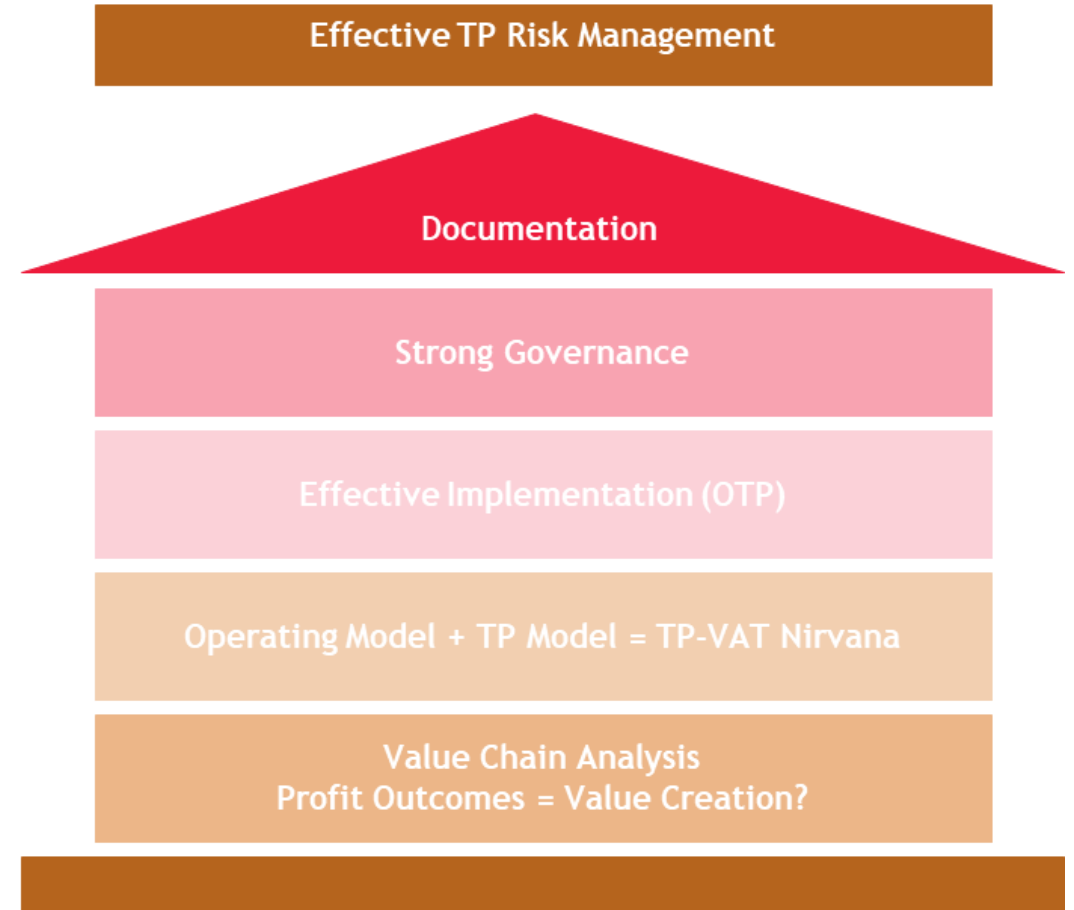 Effective TP Risk Management
Documentation
Strong Governance
Effective Implementation (OTP)
Operating Model + TP Model = TP-VAT Nirvana
Value Chain Analysis
Profit Outcomes = Value Creation?